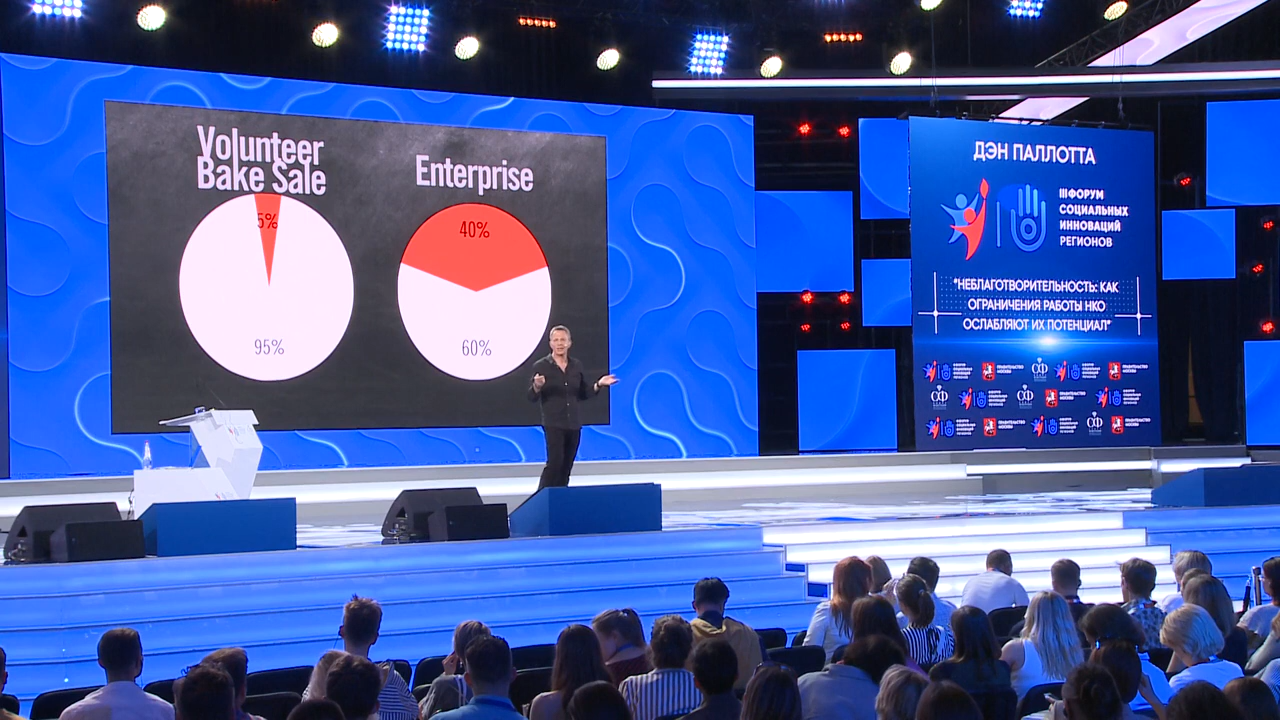 Volunteer
Bake Sale
5%
95%
Enterprise
40%
60%
ДЭН ПАЛЛОТТА
III ФОРУМ
СОЦИАЛЬНЫХ
ИННОВАЦИЙ
РЕГИОНОВ
"НЕБЛАГОТВОРИТЕЛЬНОСТЬ: КАК
ОГРАНИЧЕНИЯ РАБОТЫ НКО
ОСЛАБЛЯЮТ ИХ ПОТЕНЦИАЛ"